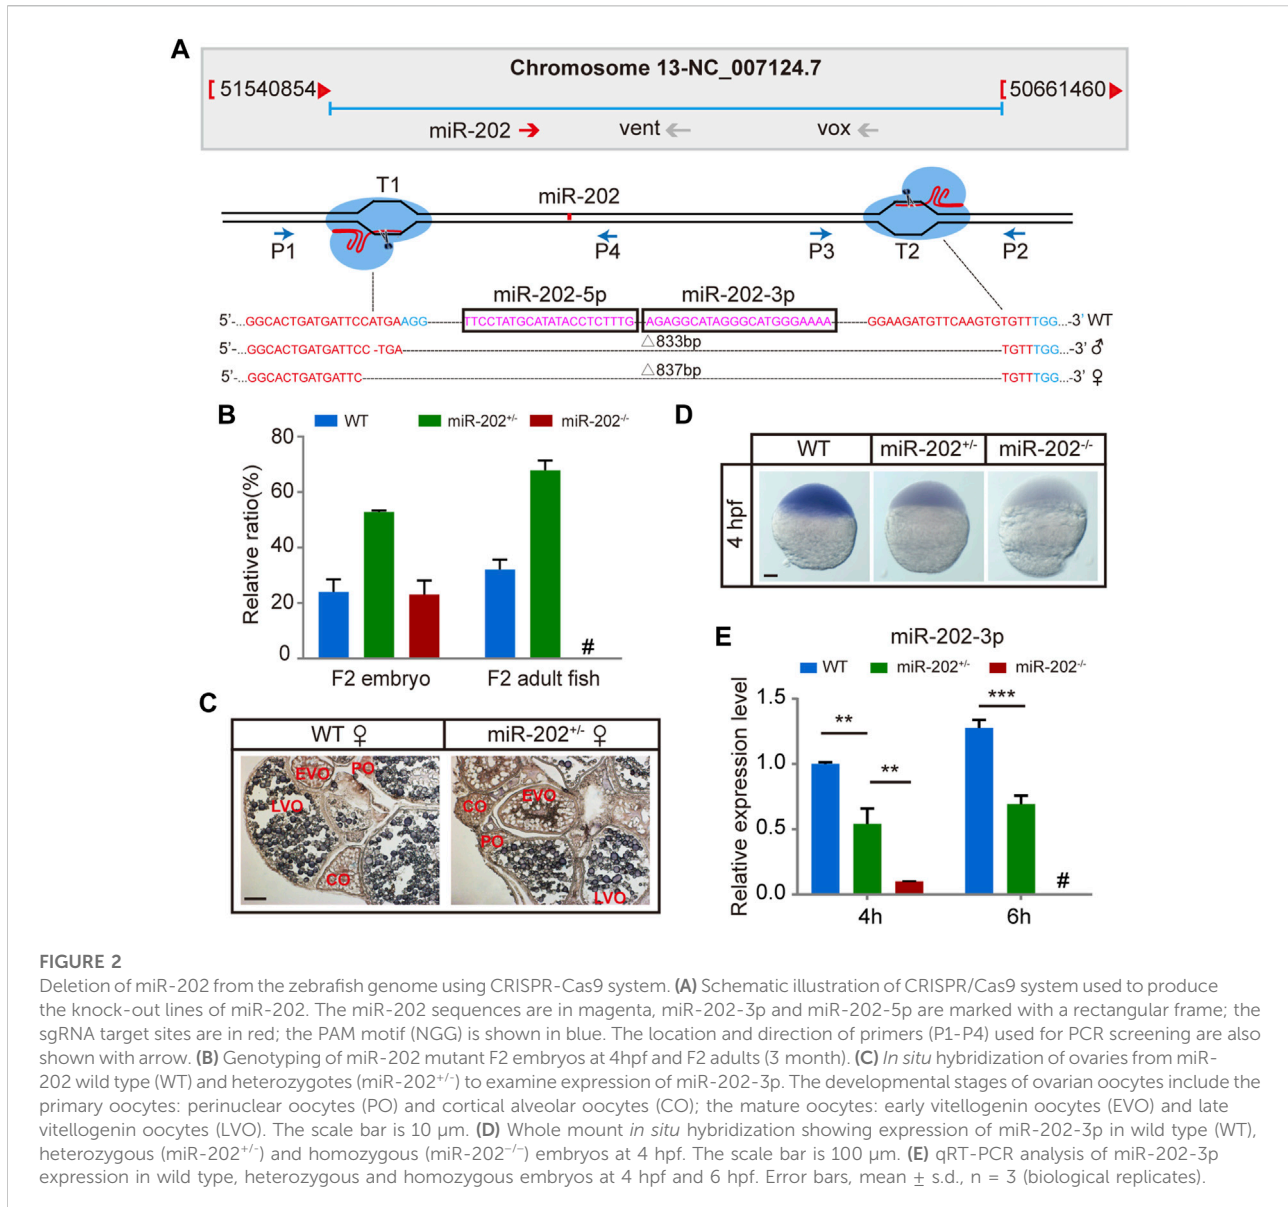 A
Chromosome 13-NC_007124.7
[ 51540854
[ 50661460
miR-202
vent
vox
T1
miR-202
P1
P4
P3
T2
P2
miR-202-5p
miR-202-3p
5’-...GGCACTGATGATTCCATGAAGG TTCCTATGCATATACCTCTTTG AGAGGCATAGGGCATGGGAAAA GGAAGATGTTCAAGTGTGTTTGG...-3’ WT
△833bp
5’-...GGCACTGATGATTCC -TGA TGTTTGG...-3’ ♂
△837bp
5’-...GGCACTGATGATTC TGTTTGG...-3’ ♀
B
WT miR-202+/- miR-202-/-
Relative ratio(%)
80
60
40
20
0
#
F2 embryo F2 adult fish
C
WT ♀ miR-202+/- ♀
EVO
PO
LVO
CO
CO
EVO
PO
LVO
D
WT miR-202+/- miR-202-/-
4 hpf
E
miR-202-3p
WT miR-202+/- miR-202-/-
Relative expression level
1.5
1.0
0.5
0.0
**
**
***
#
4h 6h
FIGURE 2
Deletion of miR-202 from the zebrafish genome using CRISPR-Cas9 system. (A) Schematic illustration of CRISPR/Cas9 system used to produce
the knock-out lines of miR-202. The miR-202 sequences are in magenta, miR-202-3p and miR-202-5p are marked with a rectangular frame; the
sgRNA target sites are in red; the PAM motif (NGG) is shown in blue. The location and direction of primers (P1-P4) used for PCR screening are also
shown with arrow. (B) Genotyping of miR-202 mutant F2 embryos at 4hpf and F2 adults (3 month). (C) In situ hybridization of ovaries from miR-
202 wild type (WT) and heterozygotes (miR-202+/-) to examine expression of miR-202-3p. The developmental stages of ovarian oocytes include the
primary oocytes: perinuclear oocytes (PO) and cortical alveolar oocytes (CO); the mature oocytes: early vitellogenin oocytes (EVO) and late
vitellogenin oocytes (LVO). The scale bar is 10 μm. (D) Whole mount in situ hybridization showing expression of miR-202-3p in wild type (WT),
heterozygous (miR-202+/-) and homozygous (miR-202−/−) embryos at 4 hpf. The scale bar is 100 μm. (E) qRT-PCR analysis of miR-202-3p
expression in wild type, heterozygous and homozygous embryos at 4 hpf and 6 hpf. Error bars, mean ± s.d., n = 3 (biological replicates).